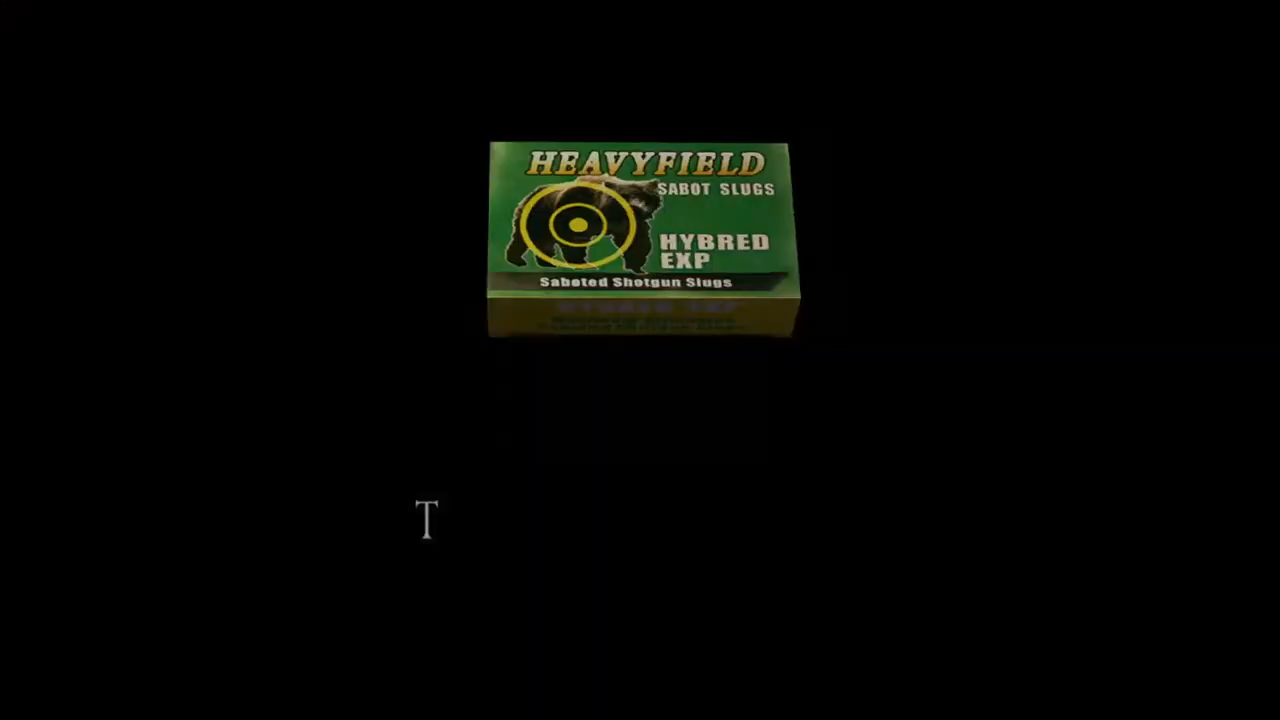 HEAVYFIELD
SABOT SLUGS
HYBRED
EXP
Saboted Shotgun Slugs
T